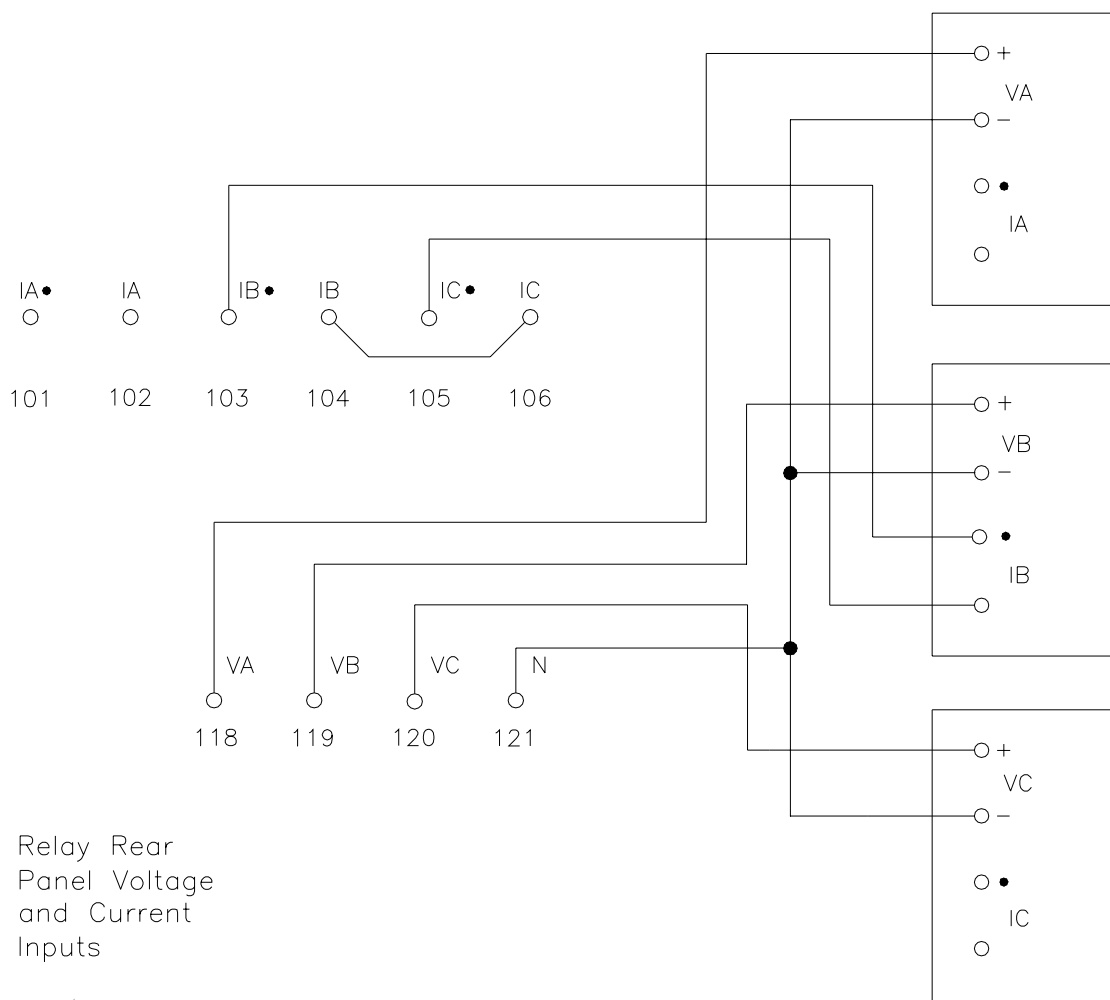 +
VA
−
IA
IA IA IB IB IC IC
101 102 103 104 105 106
+
VB
−
IB
VA VB VC N
118 119 120 121
+
VC
−
IC
Relay Rear
Panel Voltage
and Current
Inputs